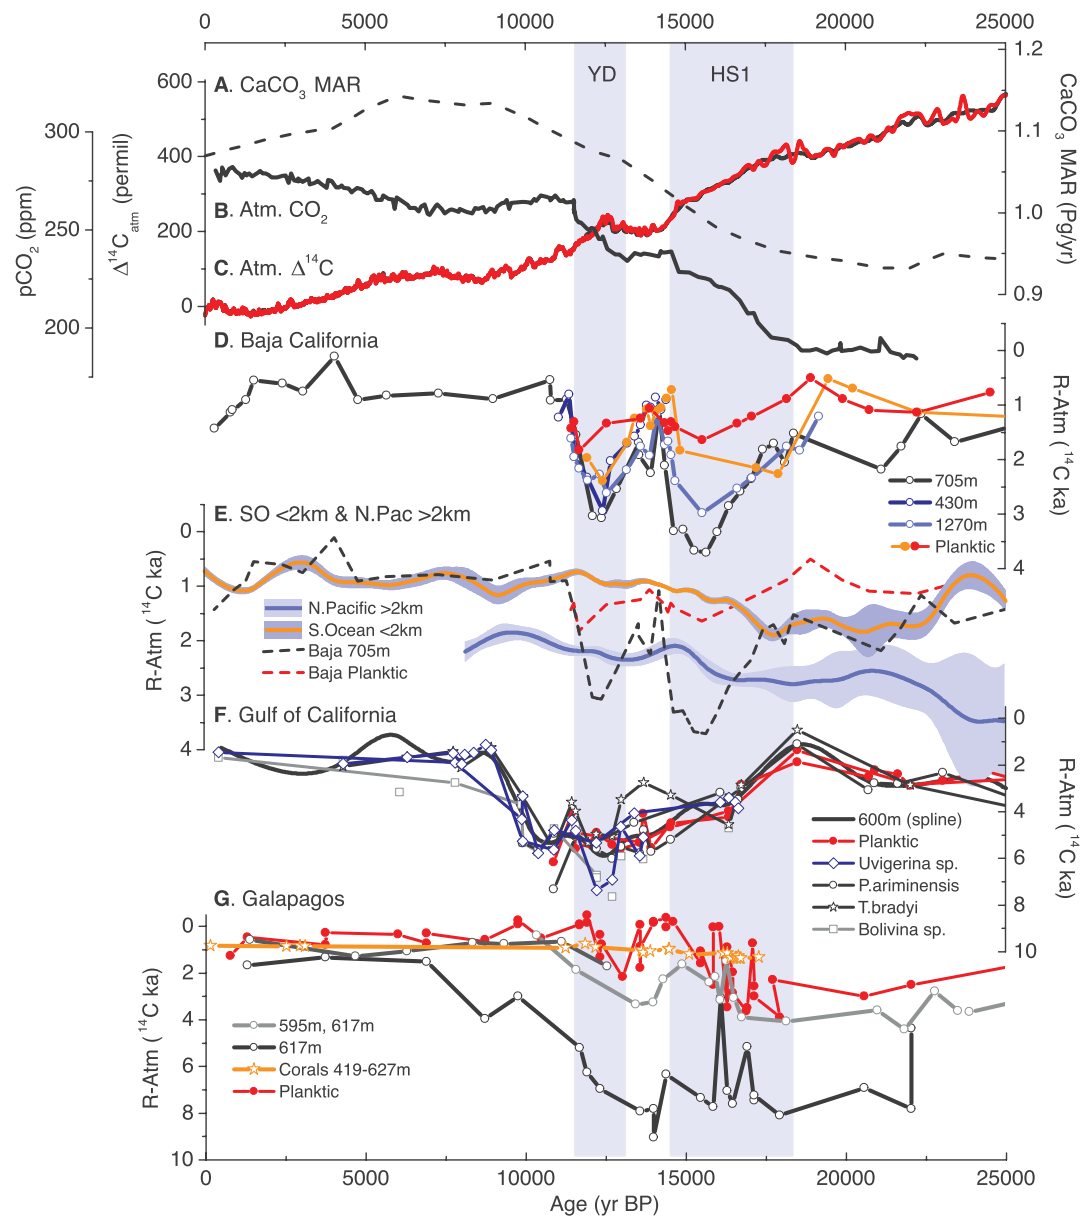 0 5000 10000 15000 20000 25000
YD HS1
A. CaCO3 MAR
B. Atm. CO2
C. Atm. Δ14C
600
400
200
0
Δ14Catm (permil)
300
250
200
pCO2 (ppm)
1.2
1.1
1.0
0.9
CaCO3 MAR (Pg/yr)
D. Baja California
0
1
2
3
4
R-Atm (14C ka)
705m
430m
1270m
Planktic
E. SO <2km & N.Pac >2km
0
1
2
3
4
R-Atm (14C ka)
N.Pacific >2km
S.Ocean <2km
Baja 705m
Baja Planktic
F. Gulf of California
0
2
4
6
8
10
R-Atm (14C ka)
600m (spline)
Planktic
Uvigerina sp.
P.ariminensis
T.bradyi
Bolivina sp.
G. Galapagos
0
2
4
6
8
10
R-Atm (14C ka)
595m, 617m
617m
Corals 419-627m
Planktic
0 5000 10000 15000 20000 25000
Age (yr BP)